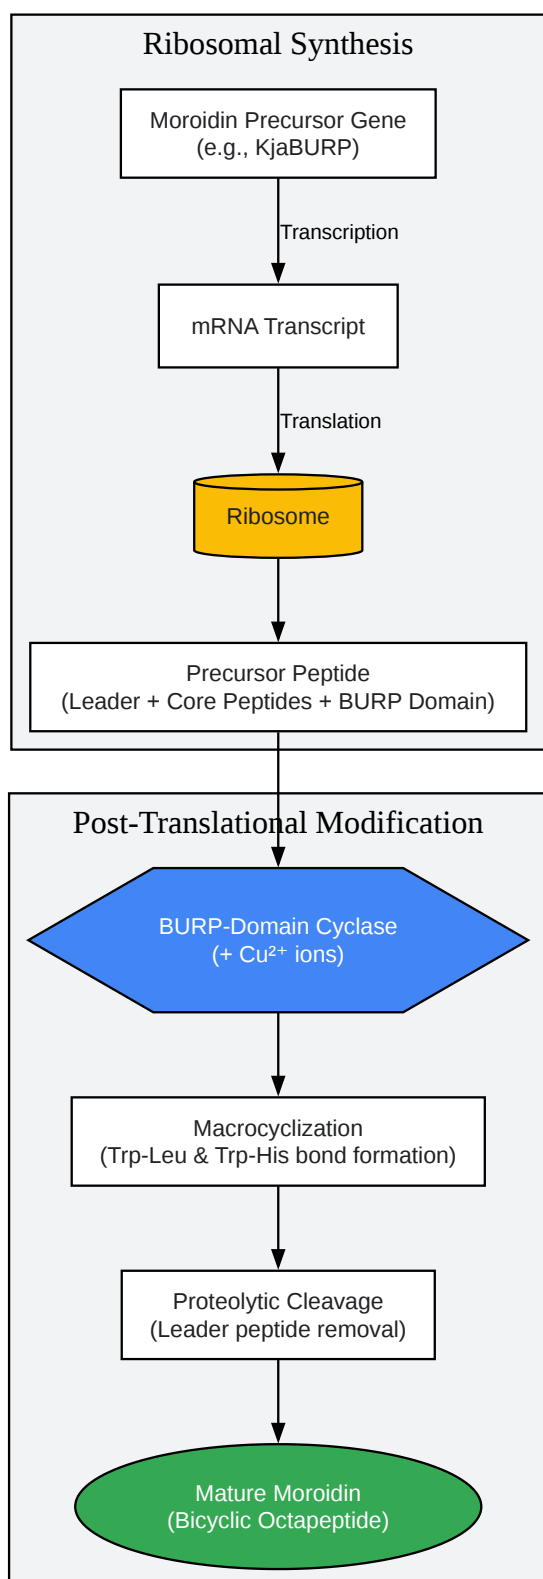 Ribosomal Synthesis
Moroidin Precursor Gene
(e.g., KjaBURP)
Transcription
mRNA Transcript
Translation
Ribosome
Precursor Peptide
(Leader + Core Peptides + BURP Domain)
Post-Translational Modification
BURP-Domain Cyclase
(+ Cu²⁺ ions)
Macrocyclization
(Trp-Leu & Trp-His bond formation)
Proteolytic Cleavage
(Leader peptide removal)
Mature Moroidin
(Bicyclic Octapeptide)